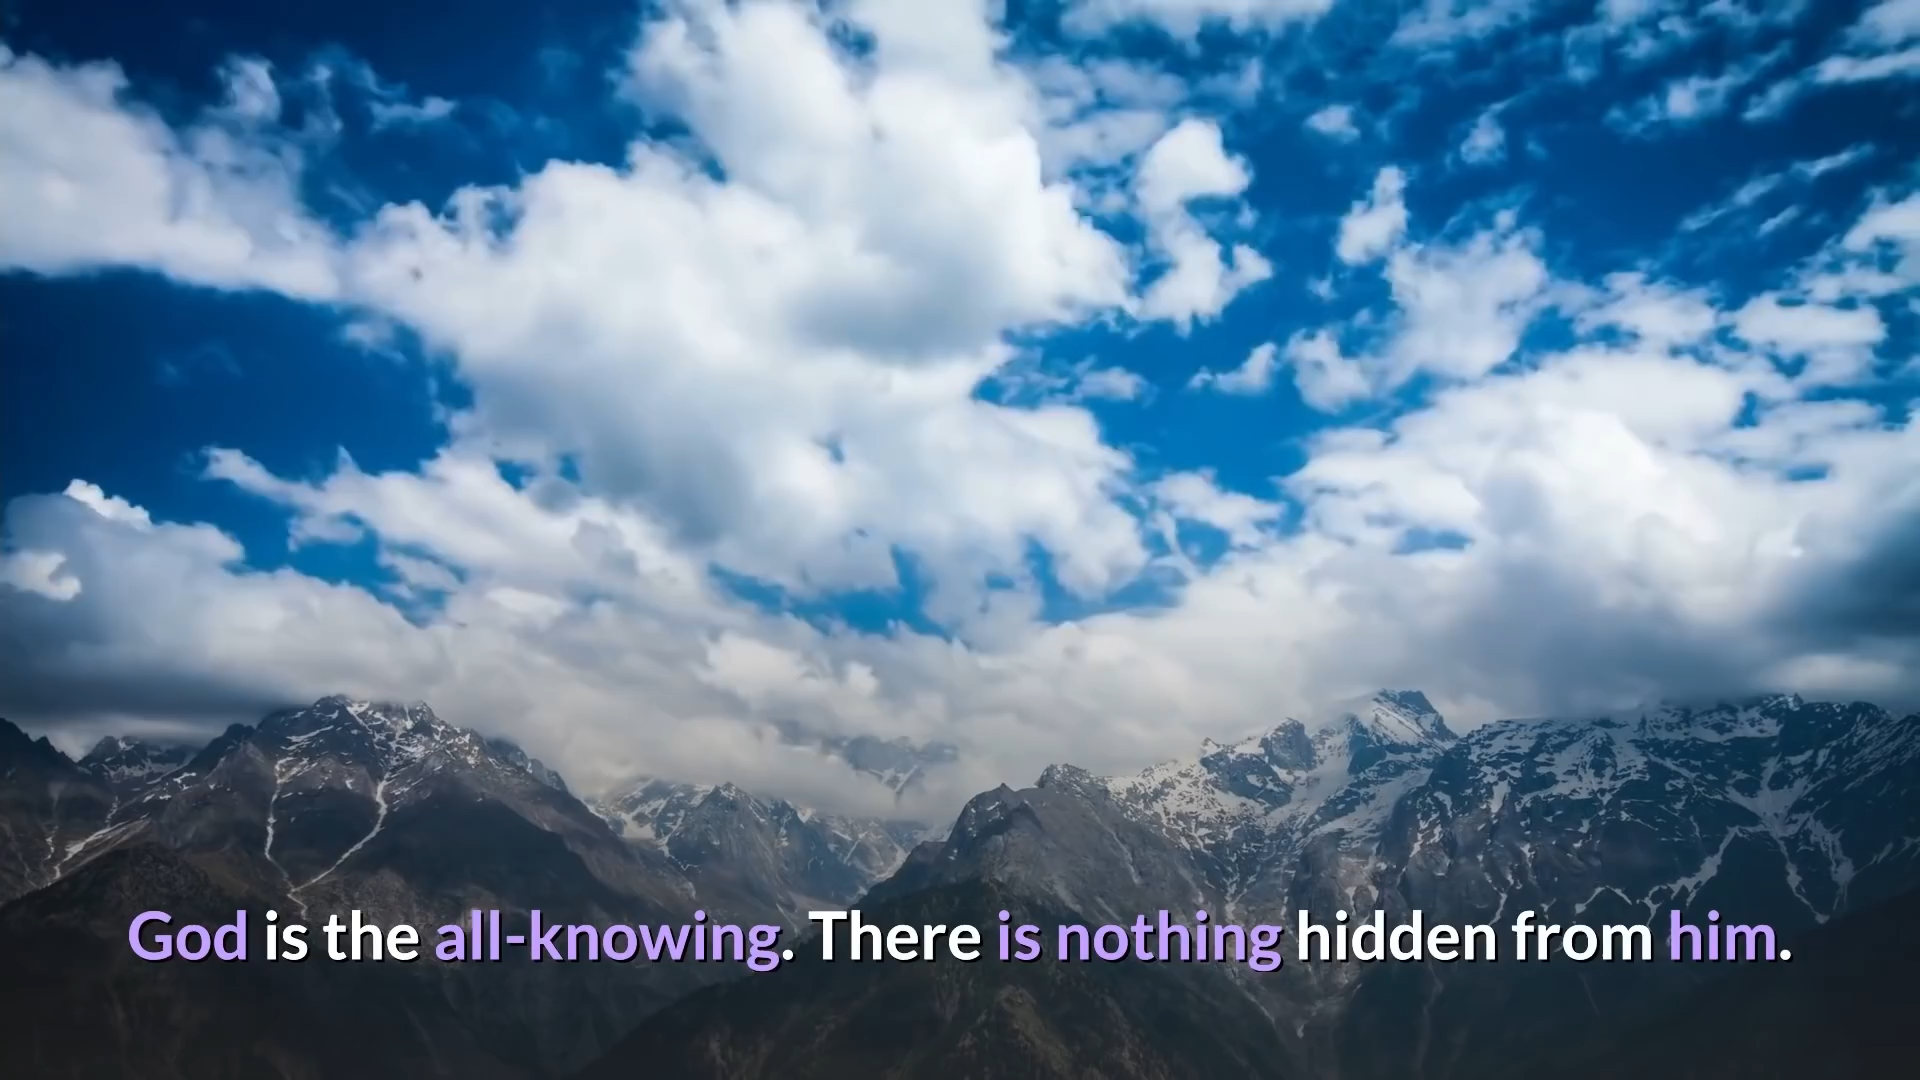 God is the all-knowing. There is nothing hidden from him.